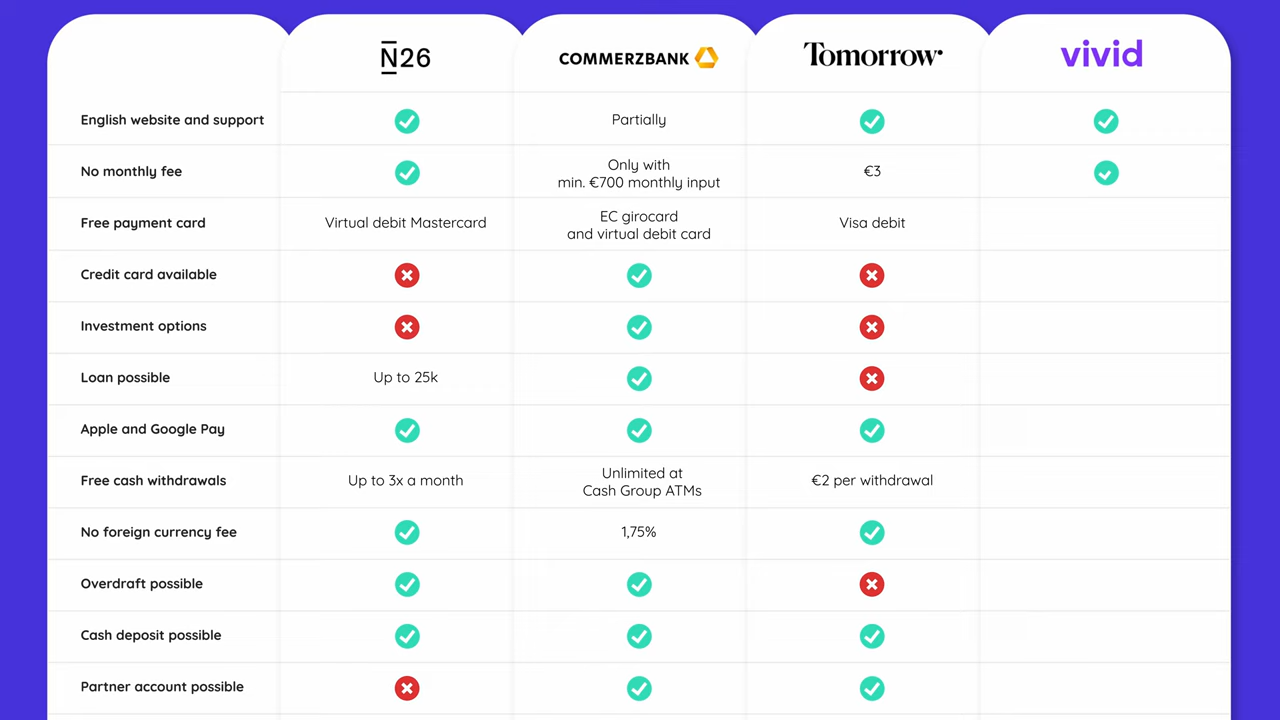 N26
COMMERZBANK
Tomorrow
vivid
English website and support
Partially
No monthly fee
Only with
min. €700 monthly input
€3
Free payment card
Virtual debit Mastercard
EC girocard
and virtual debit card
Visa debit
Credit card available
Investment options
Loan possible
Up to 25k
Apple and Google Pay
Free cash withdrawals
Up to 3x a month
Unlimited at
Cash Group ATMs
€2 per withdrawal
No foreign currency fee
1,75%
Overdraft possible
Cash deposit possible
Partner account possible